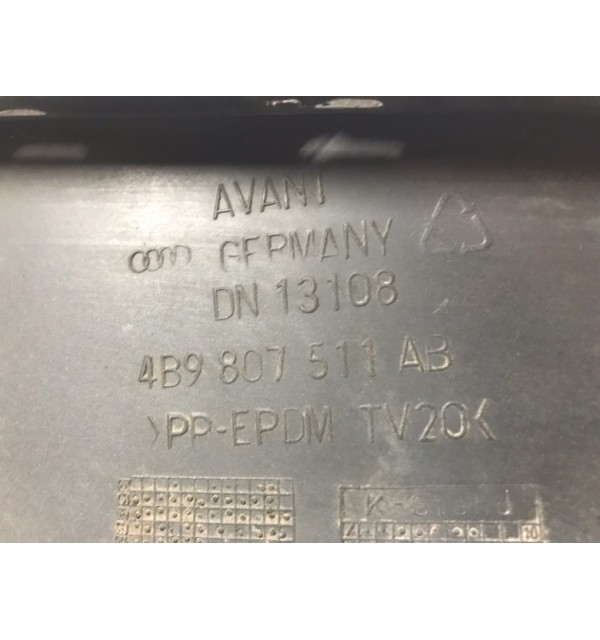 AVANT
GERMANY
DN 13108
4B9 807 511 AB
>PP-EPDM TV20<